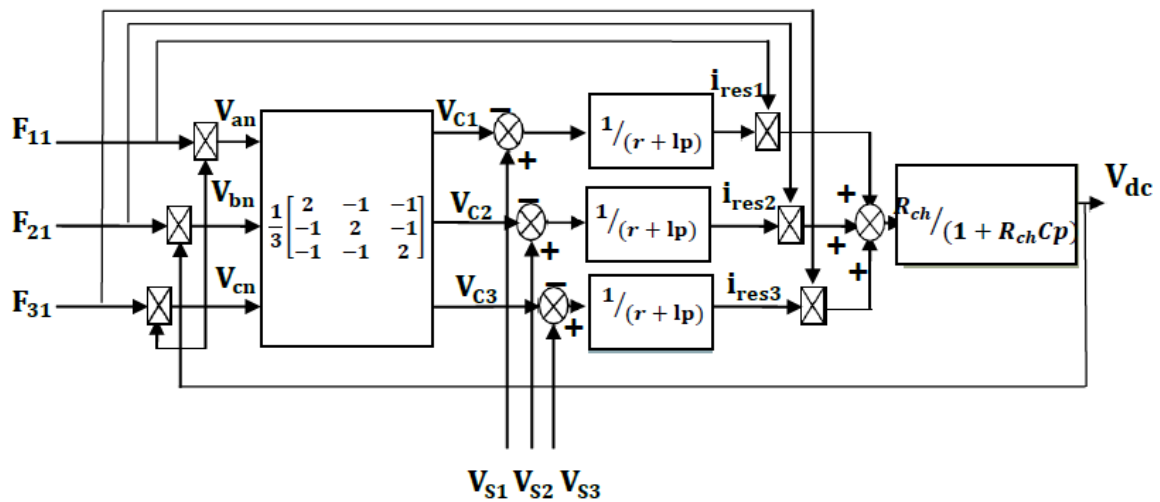 F11
F21
F31
Van
Vbn
Vcn
1/3 [2 -1 -1
-1 2 -1
-1 -1 2]
VC1
VC2
VC3
−
+
−
+
−
+
1/(r + lp)
1/(r + lp)
1/(r + lp)
ires1
ires2
ires3
+
+
+
Rch/(1 + RchCp)
Vdc
VS1 VS2 VS3